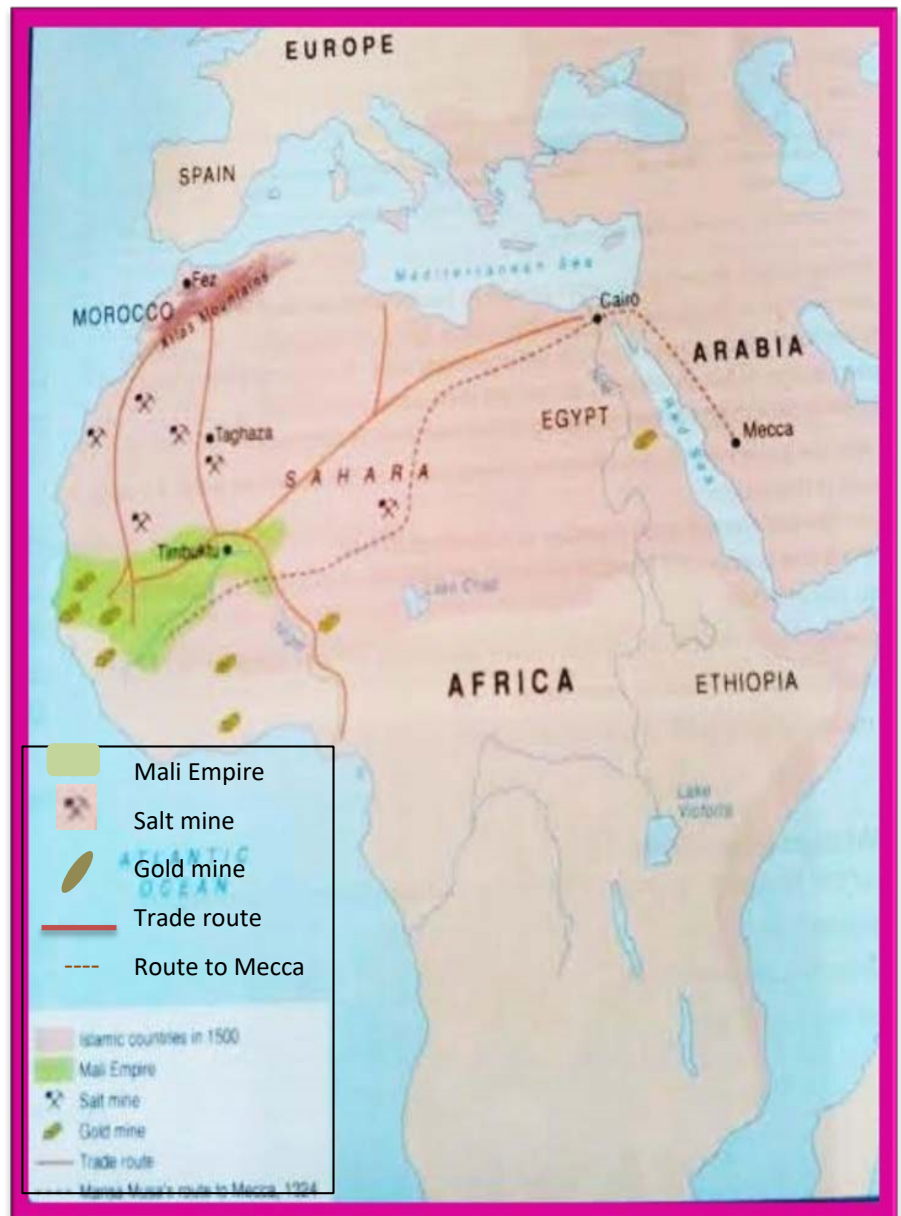 EUROPE
SPAIN
Mediterranean Sea
Fez
MOROCCO
Atlas Mountains
Cairo
ARABIA
EGYPT
Red Sea
Mecca
Taghaza
SAHARA
Timbuktu
Lake Chad
AFRICA
ETHIOPIA
Lake
Victoria
Mali Empire
Salt mine
ATLANTIC
OCEAN
Gold mine
Trade route
Route to Mecca
Islamic countries in 1500
Mali Empire
Salt mine
Gold mine
Trade route
Mansa Musa's route to Mecca, 1324